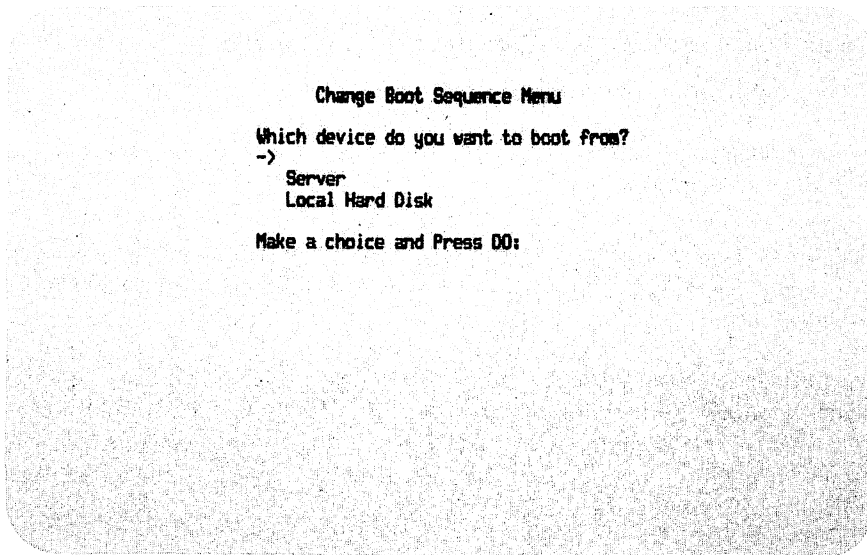 Change Boot Sequence Menu
Which device do you want to boot from?
->
Server
Local Hard Disk
Make a choice and Press DO: